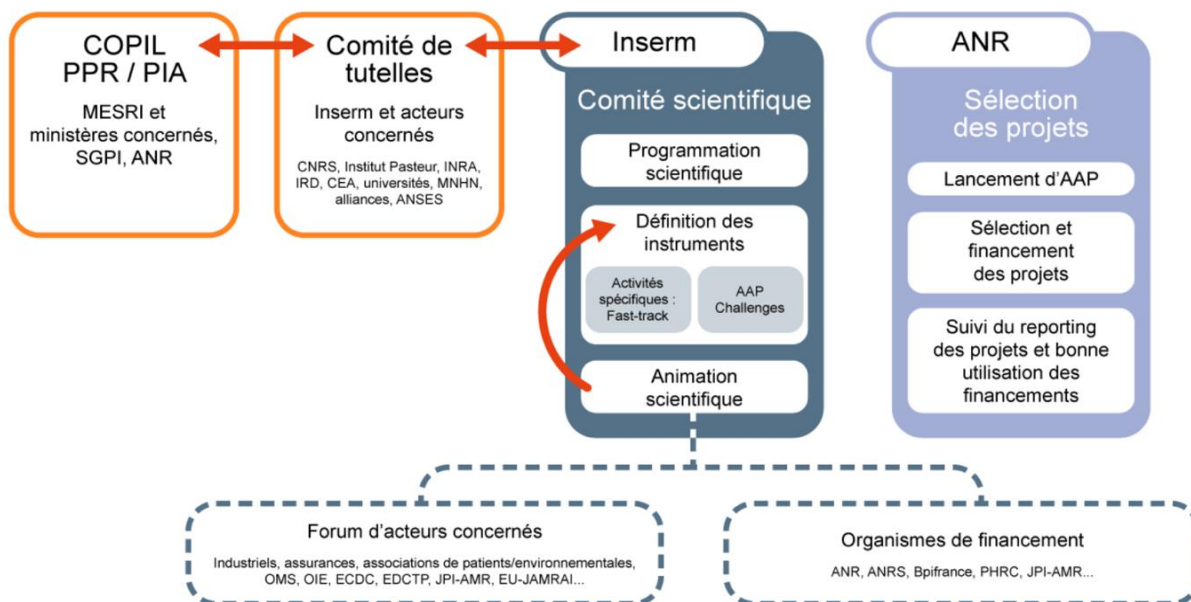 COPIL
PPR / PIA
MESRI et
ministères concernés,
SGPI, ANR
Comité de
tutelles
Inserm et acteurs
concernés
CNRS, Institut Pasteur, INRA,
IRD, CEA, universités, MNHN,
alliances, ANSES
Inserm
Comité scientifique
Programmation
scientifique
Définition des
instruments
Activités
spécifiques :
Fast-track
AAP
Challenges
Animation
scientifique
ANR
Sélection
des projets
Lancement d’AAP
Sélection et
financement
des projets
Suivi du reporting
des projets et bonne
utilisation des
financements
Forum d’acteurs concernés
Industriels, assurances, associations de patients/environnementales,
OMS, OIE, ECDC, EDCTP, JPI-AMR, EU-JAMRAI...
Organismes de financement
ANR, ANRS, Bpifrance, PHRC, JPI-AMR...